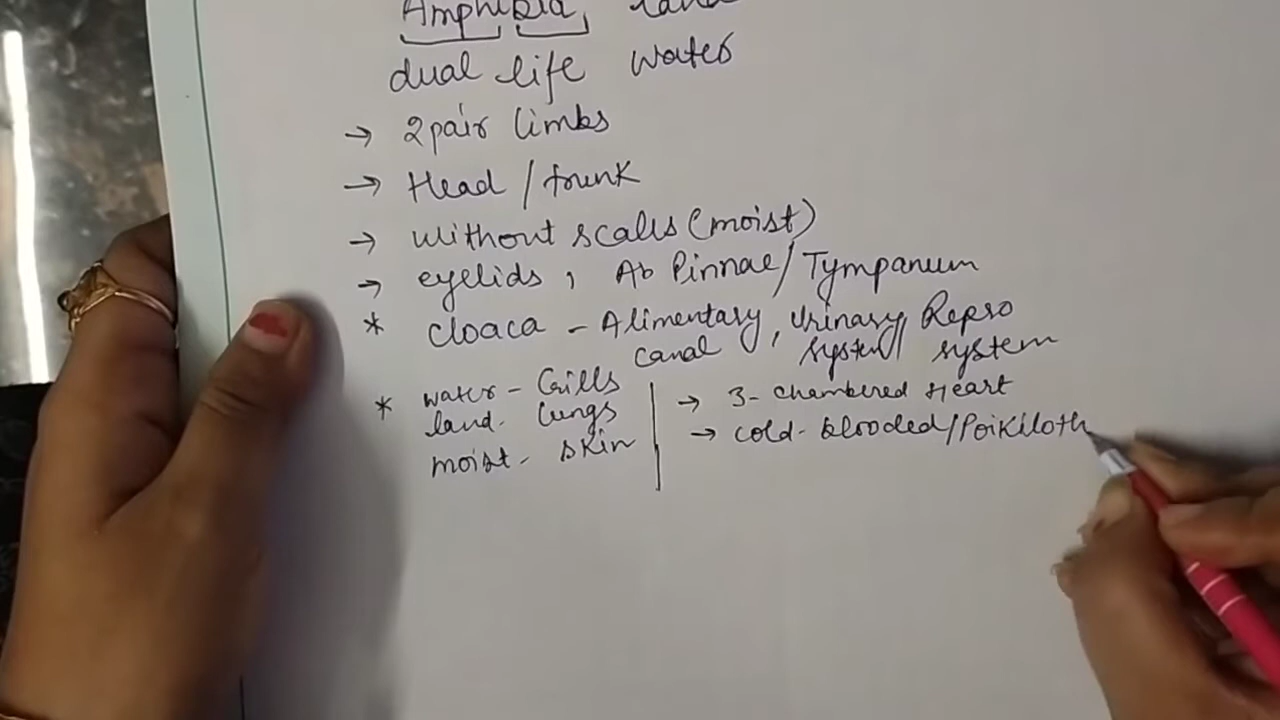 Amphibia, land
dual life water
→ 2pair limbs
→ Head / trunk
→ without scales (moist)
→ eyelids, Ab Pinnae/Tympanum
* cloaca - Alimentary canal, Urinary system, Repro system
* water - Gills
land - lungs
moist - skin
→ 3-chambered Heart
→ cold-blooded/Poikiloth